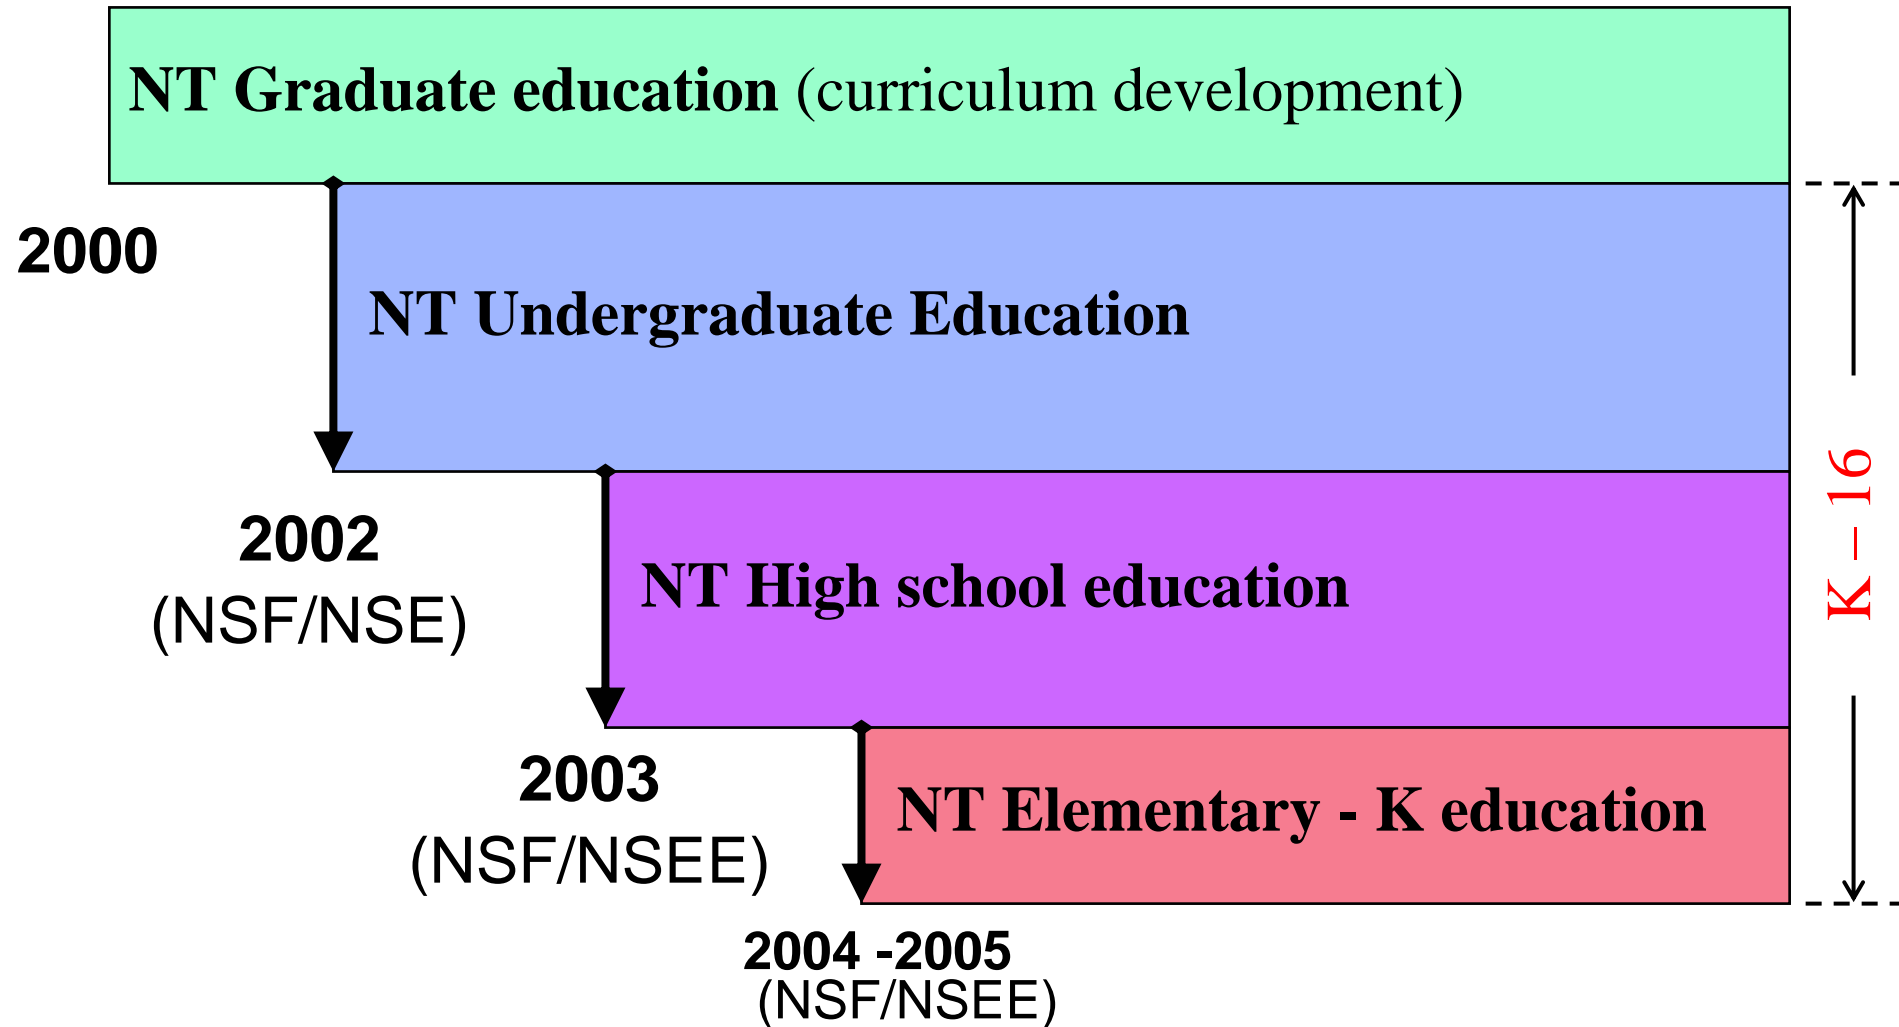 NT Graduate education (curriculum development)
2000
NT Undergraduate Education
2002
(NSF/NSE)
NT High school education
K – 16
2003
(NSF/NSEE)
NT Elementary - K education
2004 -2005
(NSF/NSEE)